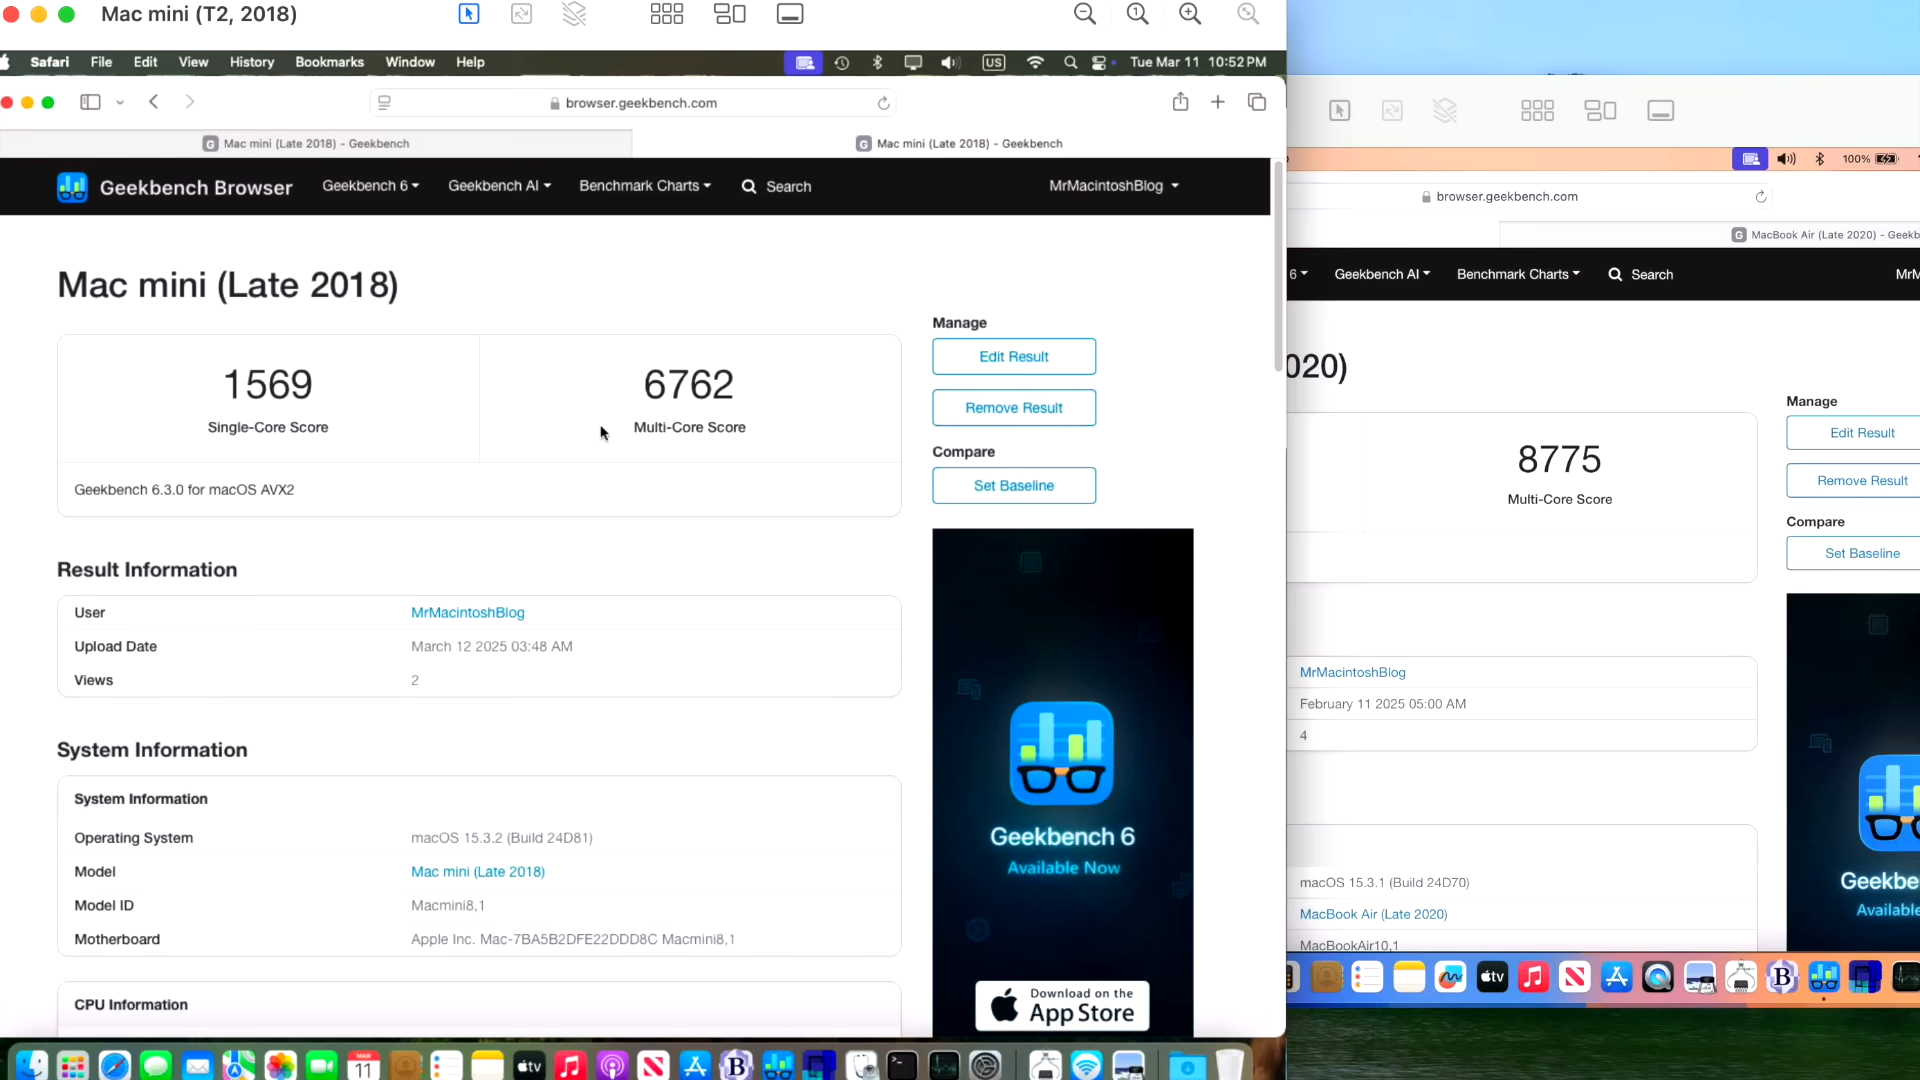 Mac mini (T2, 2018)
Safari File Edit View History Bookmarks Window Help
US
Tue Mar 11 10:52 PM
browser.geekbench.com
Mac mini (Late 2018) - Geekbench
Mac mini (Late 2018) - Geekbench
Geekbench Browser Geekbench 6 Geekbench AI Benchmark Charts Search MrMacintoshBlog
Mac mini (Late 2018)
1569
Single-Core Score
6762
Multi-Core Score
Geekbench 6.3.0 for macOS AVX2
Manage
Edit Result
Remove Result
Compare
Set Baseline
Result Information
User MrMacintoshBlog
Upload Date March 12 2025 03:48 AM
Views 2
System Information
System Information
Operating System macOS 15.3.2 (Build 24D81)
Model Mac mini (Late 2018)
Model ID Macmini8,1
Motherboard Apple Inc. Mac-7BA5B2DFE22DDD8C Macmini8,1
CPU Information
Geekbench 6
Available Now
Download on the
App Store
MAR
11
tv
B
100%
browser.geekbench.com
MacBook Air (Late 2020) - Geekb
6 Geekbench AI Benchmark Charts Search MrM
020)
8775
Multi-Core Score
Manage
Edit Result
Remove Result
Compare
Set Baseline
MrMacintoshBlog
February 11 2025 05:00 AM
4
macOS 15.3.1 (Build 24D70)
MacBook Air (Late 2020)
MacBookAir10,1
Geekbe
Available
tv
B